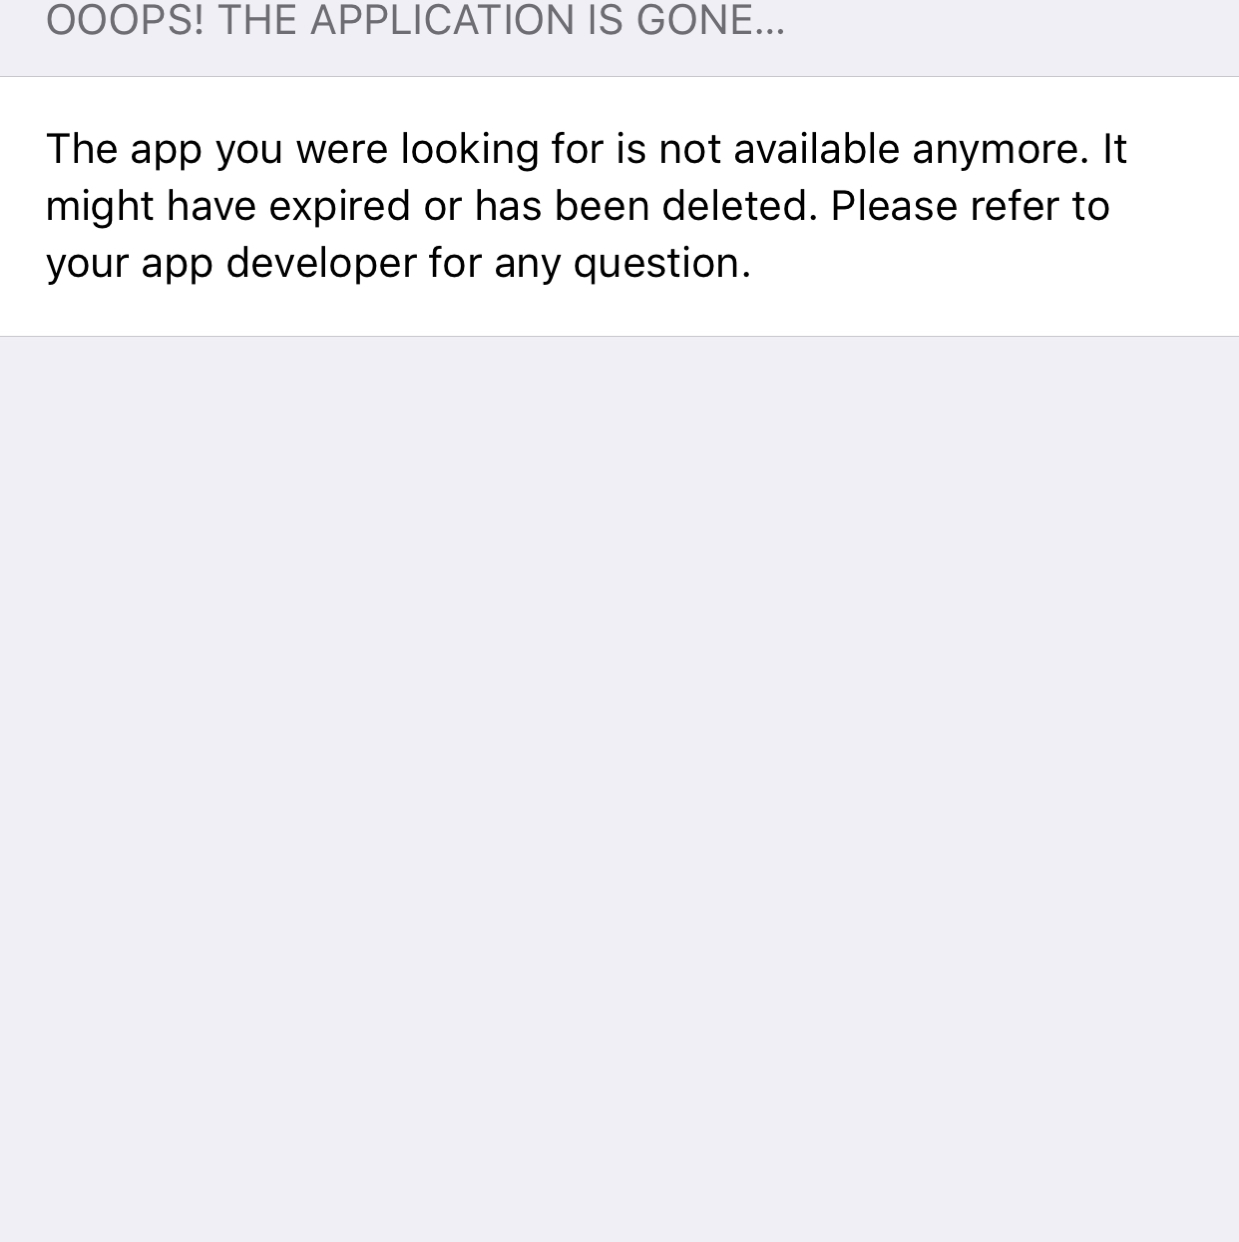 OOOPS! THE APPLICATION IS GONE...
The app you were looking for is not available anymore. It
might have expired or has been deleted. Please refer to
your app developer for any question.